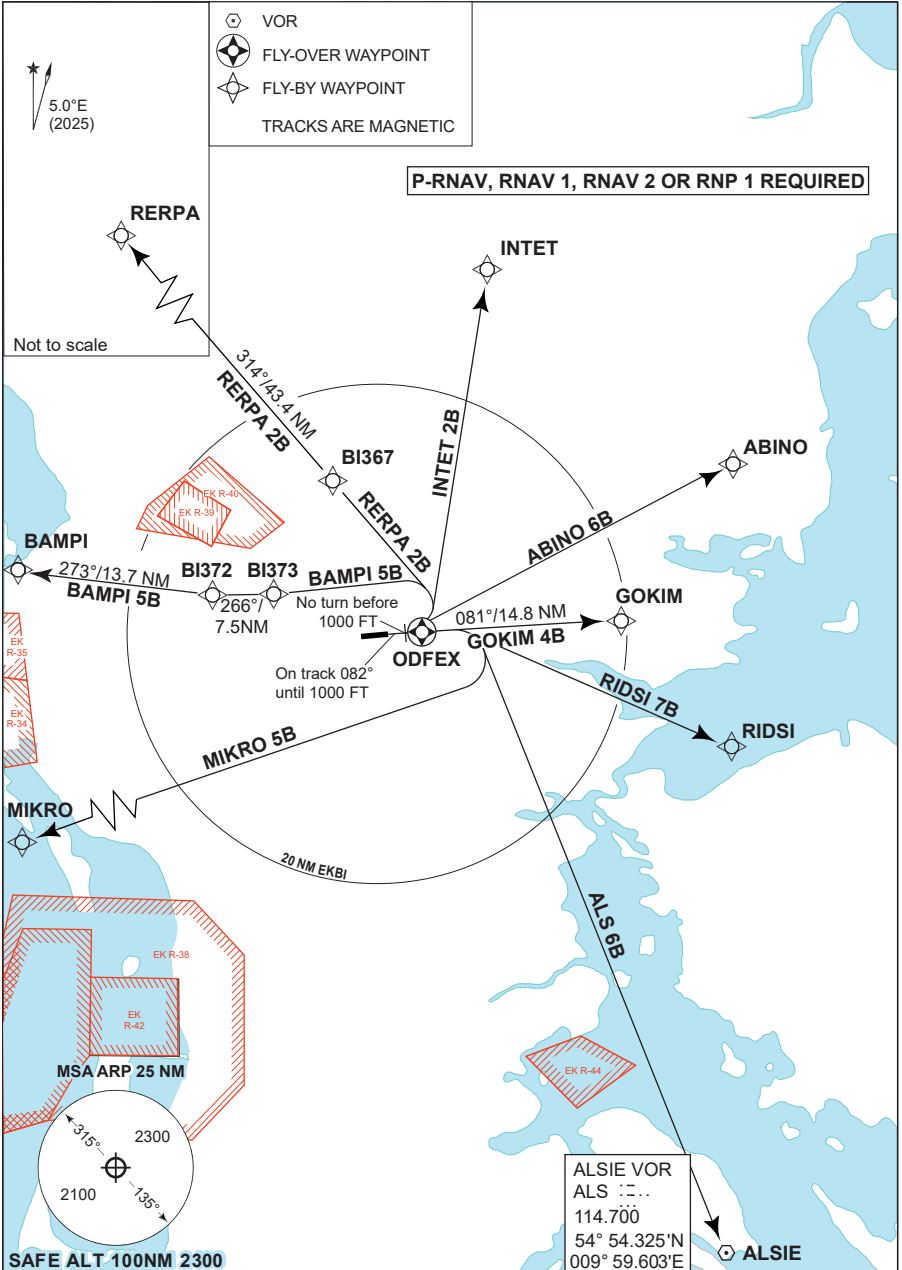 VOR
FLY-OVER WAYPOINT
FLY-BY WAYPOINT
TRACKS ARE MAGNETIC
5.0°E
(2025)
P-RNAV, RNAV 1, RNAV 2 OR RNP 1 REQUIRED
RERPA
INTET
Not to scale
314°/43.4 NM
RERPA 2B
INTET 2B
ABINO
BI367
RERPA 2B
EK R-40
EK R-39
ABINO 6B
BAMPI
273°/13.7 NM
BAMPI 5B
BI372
BI373
BAMPI 5B
266°/
7.5NM
No turn before
1000 FT
081°/14.8 NM
GOKIM 4B
GOKIM
ODFEX
On track 082°
until 1000 FT
EK
R-35
EK
R-34
RIDSI 7B
RIDSI
MIKRO 5B
MIKRO
20 NM EKBI
ALS 6B
EK R-38
EK
R-42
EK R-44
MSA ARP 25 NM
315°
2300
2100
135°
SAFE ALT 100NM 2300
ALSIE VOR
ALS
114.700
54° 54.325'N
009° 59.603'E
ALSIE